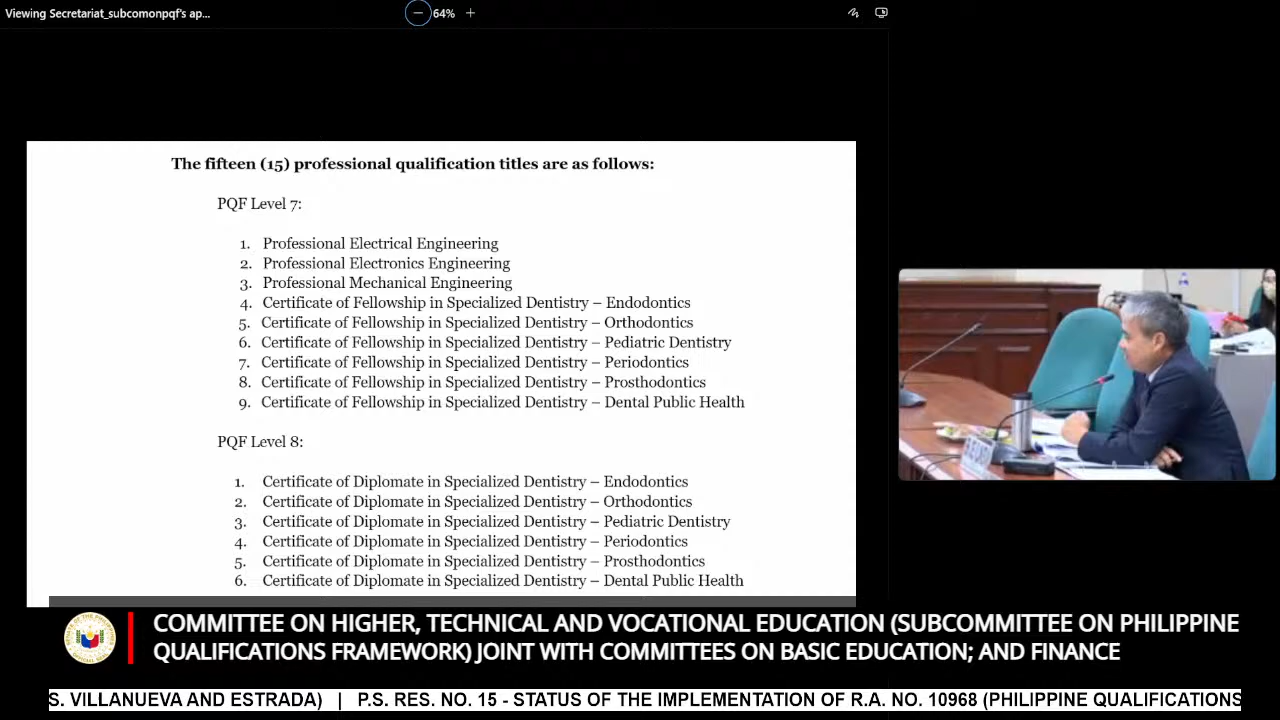 Viewing Secretariat_subcomonpqf's ap...
64%
The fifteen (15) professional qualification titles are as follows:
PQF Level 7:
1. Professional Electrical Engineering
2. Professional Electronics Engineering
3. Professional Mechanical Engineering
4. Certificate of Fellowship in Specialized Dentistry – Endodontics
5. Certificate of Fellowship in Specialized Dentistry – Orthodontics
6. Certificate of Fellowship in Specialized Dentistry – Pediatric Dentistry
7. Certificate of Fellowship in Specialized Dentistry – Periodontics
8. Certificate of Fellowship in Specialized Dentistry – Prosthodontics
9. Certificate of Fellowship in Specialized Dentistry – Dental Public Health
PQF Level 8:
1. Certificate of Diplomate in Specialized Dentistry – Endodontics
2. Certificate of Diplomate in Specialized Dentistry – Orthodontics
3. Certificate of Diplomate in Specialized Dentistry – Pediatric Dentistry
4. Certificate of Diplomate in Specialized Dentistry – Periodontics
5. Certificate of Diplomate in Specialized Dentistry – Prosthodontics
6. Certificate of Diplomate in Specialized Dentistry – Dental Public Health
COMMITTEE ON HIGHER, TECHNICAL AND VOCATIONAL EDUCATION (SUBCOMMITTEE ON PHILIPPINE
QUALIFICATIONS FRAMEWORK) JOINT WITH COMMITTEES ON BASIC EDUCATION; AND FINANCE
S. VILLANUEVA AND ESTRADA) | P.S. RES. NO. 15 - STATUS OF THE IMPLEMENTATION OF R.A. NO. 10968 (PHILIPPINE QUALIFICATIONS